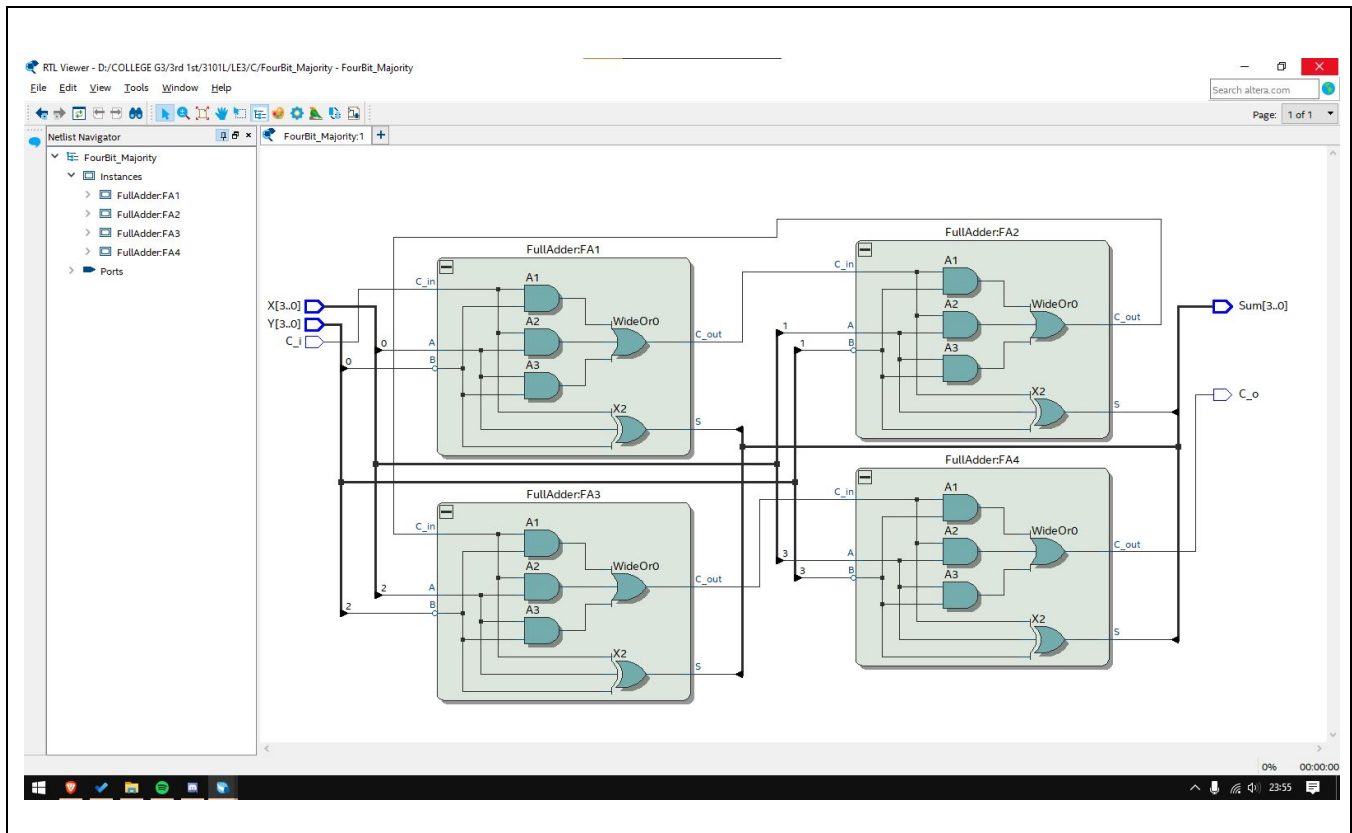 RTL Viewer - D:/COLLEGE G3/3rd 1st/3101L/LE3/C/FourBit_Majority - FourBit_Majority
File Edit View Tools Window Help
Search altera.com
Page: 1 of 1
Netlist Navigator
FourBit_Majority:1
FourBit_Majority
Instances
FullAdder:FA1
FullAdder:FA2
FullAdder:FA3
FullAdder:FA4
Ports
X[3..0]
Y[3..0]
C_i
0
0
2
2
FullAdder:FA1
C_in
A
B
A1
A2
A3
WideOr0
X2
C_out
S
FullAdder:FA2
C_in
1
A
1
B
A1
A2
A3
WideOr0
X2
C_out
S
FullAdder:FA3
C_in
A
B
A1
A2
A3
WideOr0
X2
C_out
S
FullAdder:FA4
C_in
3
A
3
B
A1
A2
A3
WideOr0
X2
C_out
S
Sum[3..0]
C_o
0% 00:00:00
23:55